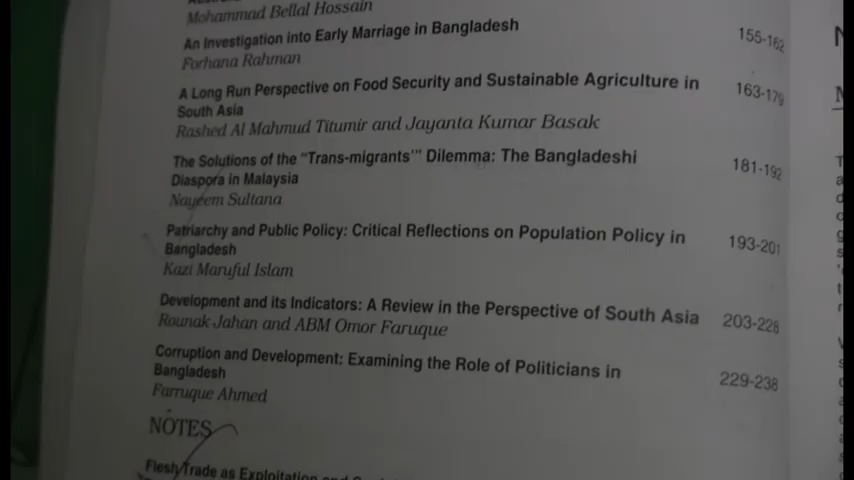 Mohammad Bellal Hossain
An Investigation into Early Marriage in Bangladesh 155-162
Forhana Rahman
A Long Run Perspective on Food Security and Sustainable Agriculture in 163-179
South Asia
Rashed Al Mahmud Titumir and Jayanta Kumar Basak
The Solutions of the "Trans-migrants'" Dilemma: The Bangladeshi 181-192
Diaspora in Malaysia
Nayeem Sultana
Patriarchy and Public Policy: Critical Reflections on Population Policy in 193-201
Bangladesh
Kazi Maruful Islam
Development and its Indicators: A Review in the Perspective of South Asia 203-228
Rounak Jahan and ABM Omor Faruque
Corruption and Development: Examining the Role of Politicians in 229-238
Bangladesh
Farruque Ahmed
NOTES
Flesh Trade as Exploitation and